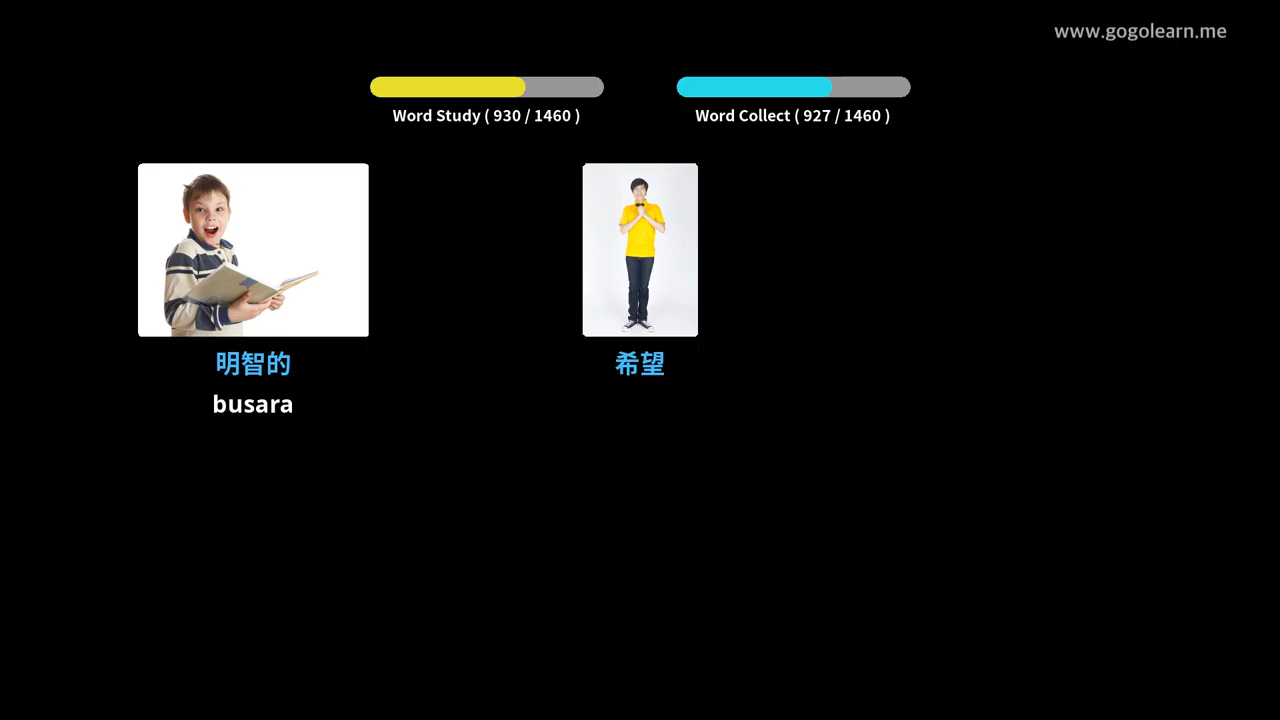 www.gogolearn.me
Word Study ( 930 / 1460 )
Word Collect ( 927 / 1460 )
明智的
希望
busara